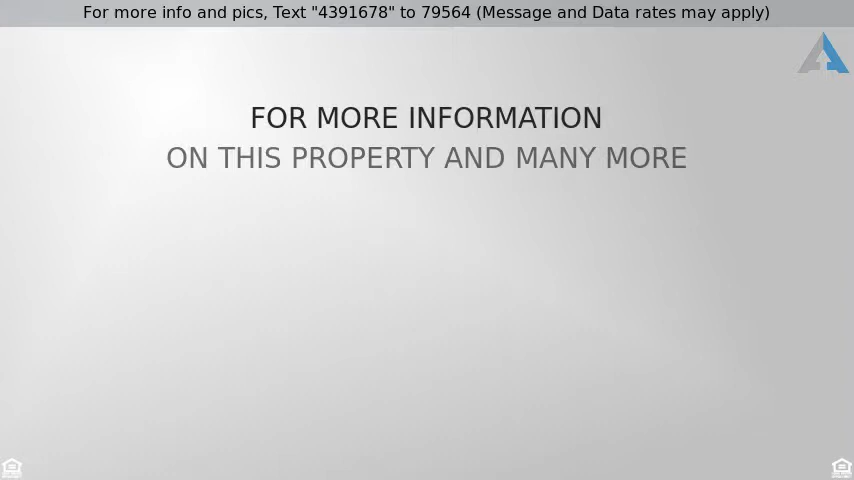 For more info and pics, Text "4391678" to 79564 (Message and Data rates may apply)
FOR MORE INFORMATION
ON THIS PROPERTY AND MANY MORE